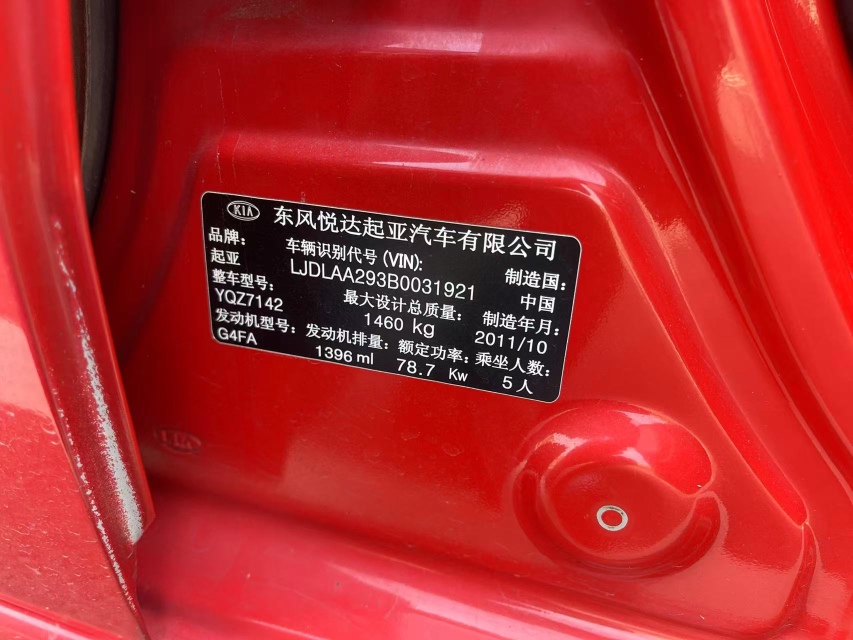 KIA 东风悦达起亚汽车有限公司
品牌: 车辆识别代号(VIN): 制造国:
起亚 LJDLAA293B0031921 中国
整车型号: 最大设计总质量: 制造年月:
YQZ7142 1460 kg 2011/10
发动机型号: 发动机排量: 额定功率: 乘坐人数:
G4FA 1396 ml 78.7 Kw 5人